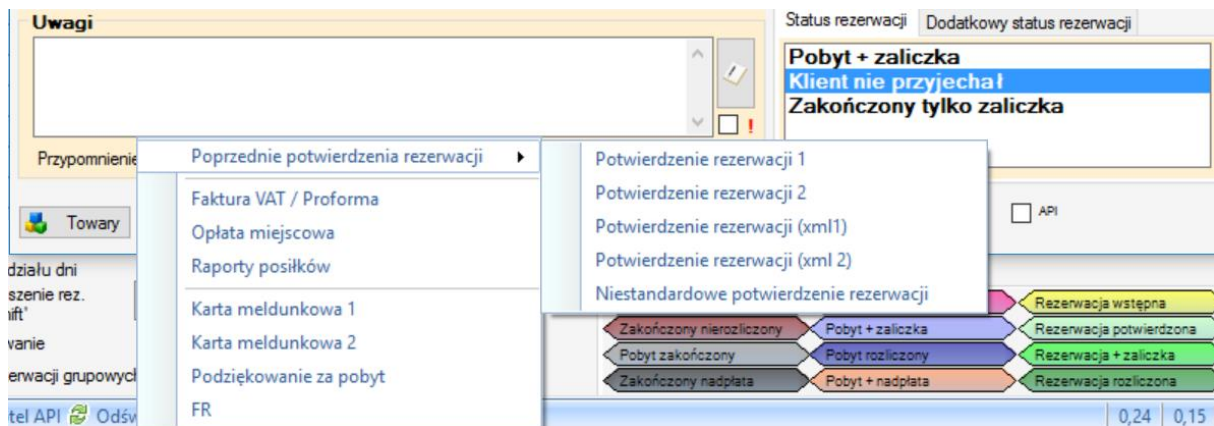 Uwagi
Status rezerwacji Dodatkowy status rezerwacji
Pobyt + zaliczka
Klient nie przyjechał
Zakończony tylko zaliczka
!
Przypomnienie
Poprzednie potwierdzenia rezerwacji
Faktura VAT / Proforma
Opłata miejscowa
Raporty posiłków
Karta meldunkowa 1
Karta meldunkowa 2
Podziękowanie za pobyt
FR
Potwierdzenie rezerwacji 1
Potwierdzenie rezerwacji 2
Potwierdzenie rezerwacji (xml1)
Potwierdzenie rezerwacji (xml 2)
Niestandardowe potwierdzenie rezerwacji
API
Towary
działu dni
szenie rez.
hift"
wanie
erwacji grupowych
Rezerwacja wstępna
Zakończony nierozliczony Pobyt + zaliczka Rezerwacja potwierdzona
Pobyt zakończony Pobyt rozliczony Rezerwacja + zaliczka
Zakończony nadpłata Pobyt + nadpłata Rezerwacja rozliczona
tel API Odśw
0,24 0,15